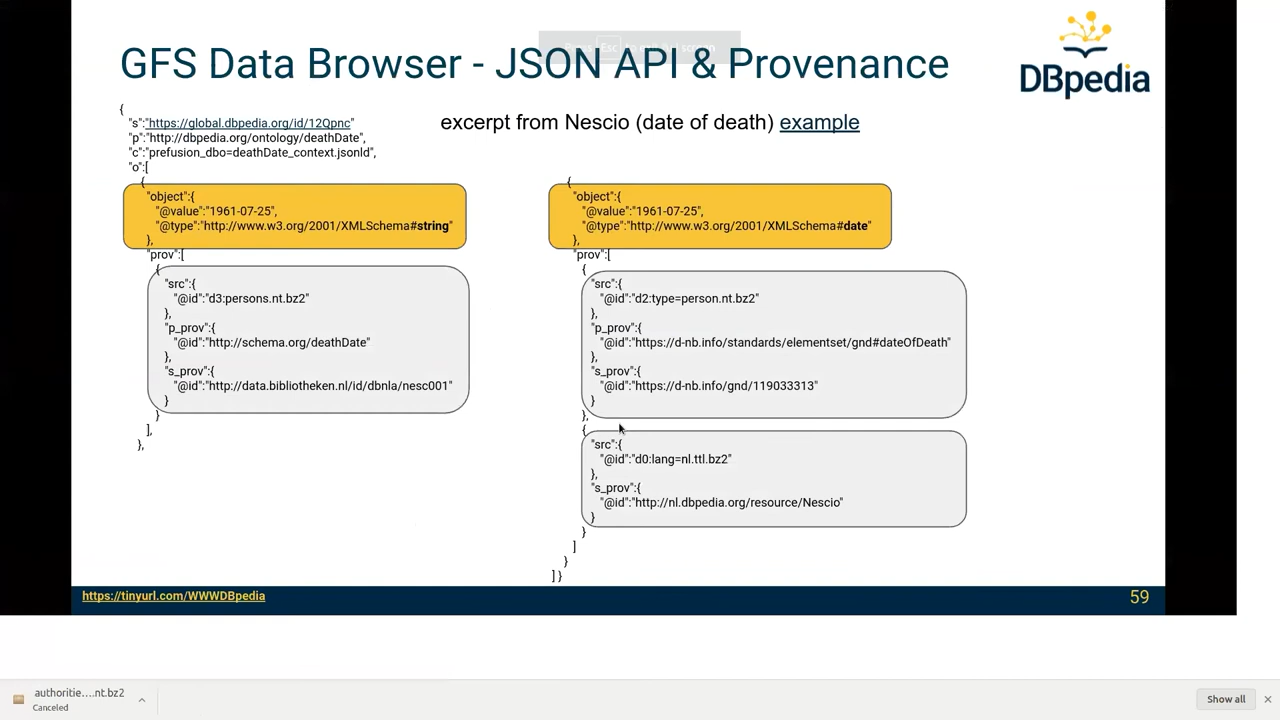 Press Esc to exit full screen
GFS Data Browser - JSON API & Provenance
DBpedia
excerpt from Nescio (date of death) example
{
"s":"https://global.dbpedia.org/id/12Qpnc"
"p":"http://dbpedia.org/ontology/deathDate",
"c":"prefusion_dbo=deathDate_context.jsonld",
"o":[
{
"object":{
"@value":"1961-07-25",
"@type":"http://www.w3.org/2001/XMLSchema#string"
},
"prov":[
{
"src":{
"@id":"d3:persons.nt.bz2"
},
"p_prov":{
"@id":"http://schema.org/deathDate"
},
"s_prov":{
"@id":"http://data.bibliotheken.nl/id/dbnla/nesc001"
}
}
],
},
{
"object":{
"@value":"1961-07-25",
"@type":"http://www.w3.org/2001/XMLSchema#date"
},
"prov":[
{
"src":{
"@id":"d2:type=person.nt.bz2"
},
"p_prov":{
"@id":"https://d-nb.info/standards/elementset/gnd#dateOfDeath"
},
"s_prov":{
"@id":"https://d-nb.info/gnd/119033313"
}
},
{
"src":{
"@id":"d0:lang=nl.ttl.bz2"
},
"s_prov":{
"@id":"http://nl.dbpedia.org/resource/Nescio"
}
}
]
}
] }
https://tinyurl.com/WWWDBpedia
59
authoritie....nt.bz2
Canceled
Show all